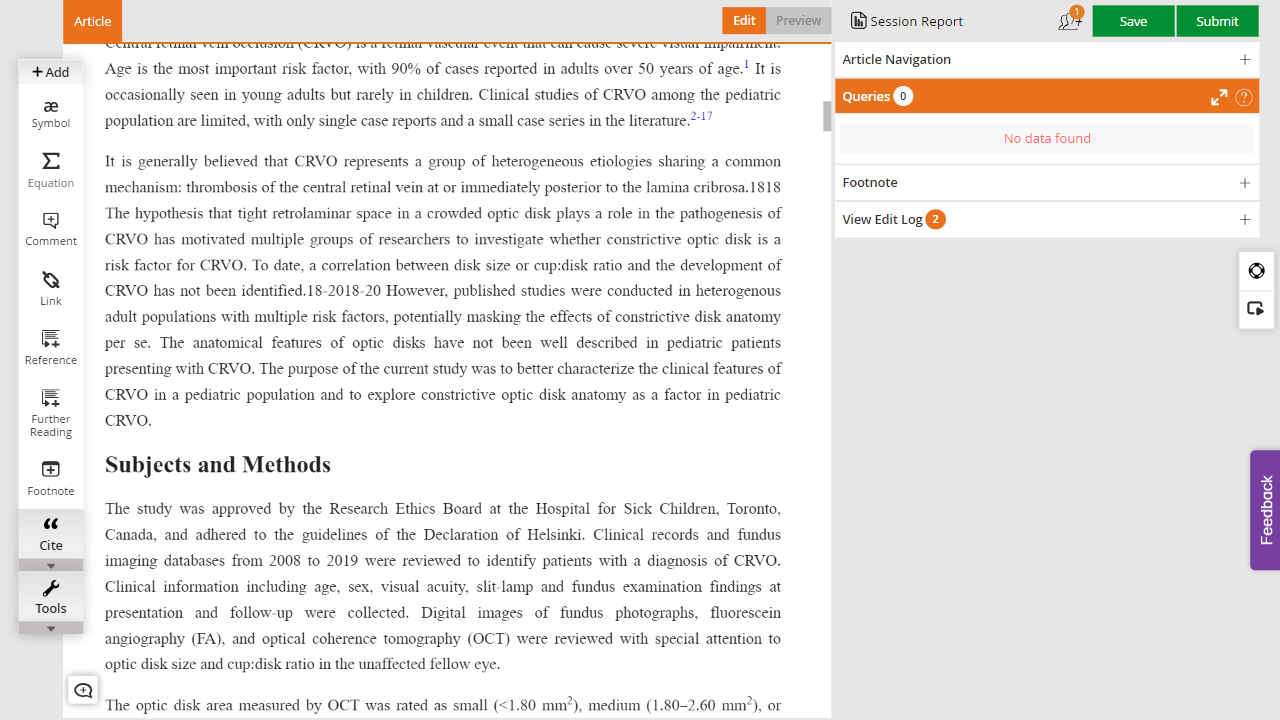 Article
Edit
Preview
Session Report
1
Save
Submit
+ Add
æ
Symbol
Equation
Comment
Link
Reference
Further
Reading
Footnote
Cite
Tools
Central retinal vein occlusion (CRVO) is a retinal vascular event that can cause severe visual impairment.
Age is the most important risk factor, with 90% of cases reported in adults over 50 years of age.1 It is
occasionally seen in young adults but rarely in children. Clinical studies of CRVO among the pediatric
population are limited, with only single case reports and a small case series in the literature.2-17
It is generally believed that CRVO represents a group of heterogeneous etiologies sharing a common
mechanism: thrombosis of the central retinal vein at or immediately posterior to the lamina cribrosa.1818
The hypothesis that tight retrolaminar space in a crowded optic disk plays a role in the pathogenesis of
CRVO has motivated multiple groups of researchers to investigate whether constrictive optic disk is a
risk factor for CRVO. To date, a correlation between disk size or cup:disk ratio and the development of
CRVO has not been identified.18-2018-20 However, published studies were conducted in heterogenous
adult populations with multiple risk factors, potentially masking the effects of constrictive disk anatomy
per se. The anatomical features of optic disks have not been well described in pediatric patients
presenting with CRVO. The purpose of the current study was to better characterize the clinical features of
CRVO in a pediatric population and to explore constrictive optic disk anatomy as a factor in pediatric
CRVO.
Subjects and Methods
The study was approved by the Research Ethics Board at the Hospital for Sick Children, Toronto,
Canada, and adhered to the guidelines of the Declaration of Helsinki. Clinical records and fundus
imaging databases from 2008 to 2019 were reviewed to identify patients with a diagnosis of CRVO.
Clinical information including age, sex, visual acuity, slit-lamp and fundus examination findings at
presentation and follow-up were collected. Digital images of fundus photographs, fluorescein
angiography (FA), and optical coherence tomography (OCT) were reviewed with special attention to
optic disk size and cup:disk ratio in the unaffected fellow eye.
The optic disk area measured by OCT was rated as small (<1.80 mm2), medium (1.80–2.60 mm2), or
Article Navigation
Queries 0
?
No data found
Footnote
View Edit Log 2
Feedback